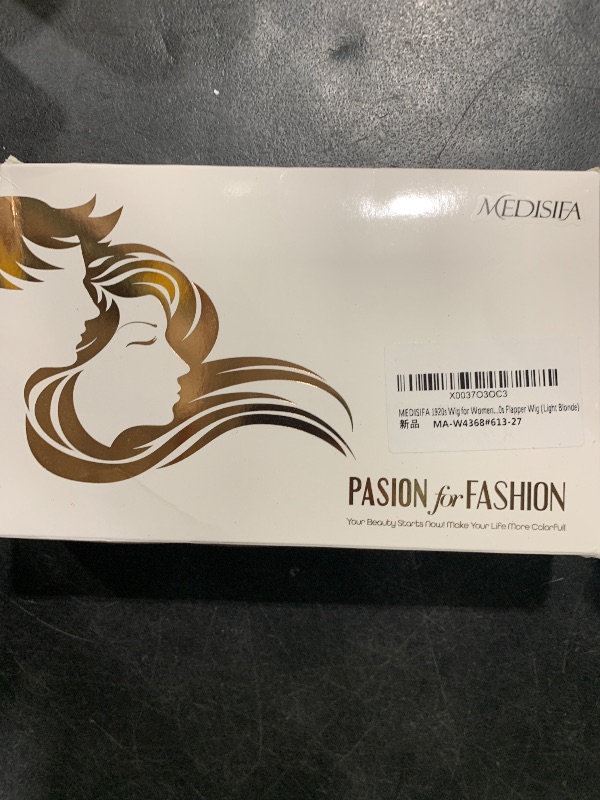 MEDISIFA
X0037O3OC3
MEDISIFA 1920s Wig for Women...0s Flapper Wig (Light Blonde)
新品 MA-W4368#613-27
PASION for FASHION
Your Beauty Starts Now! Make Your Life More Colorful!